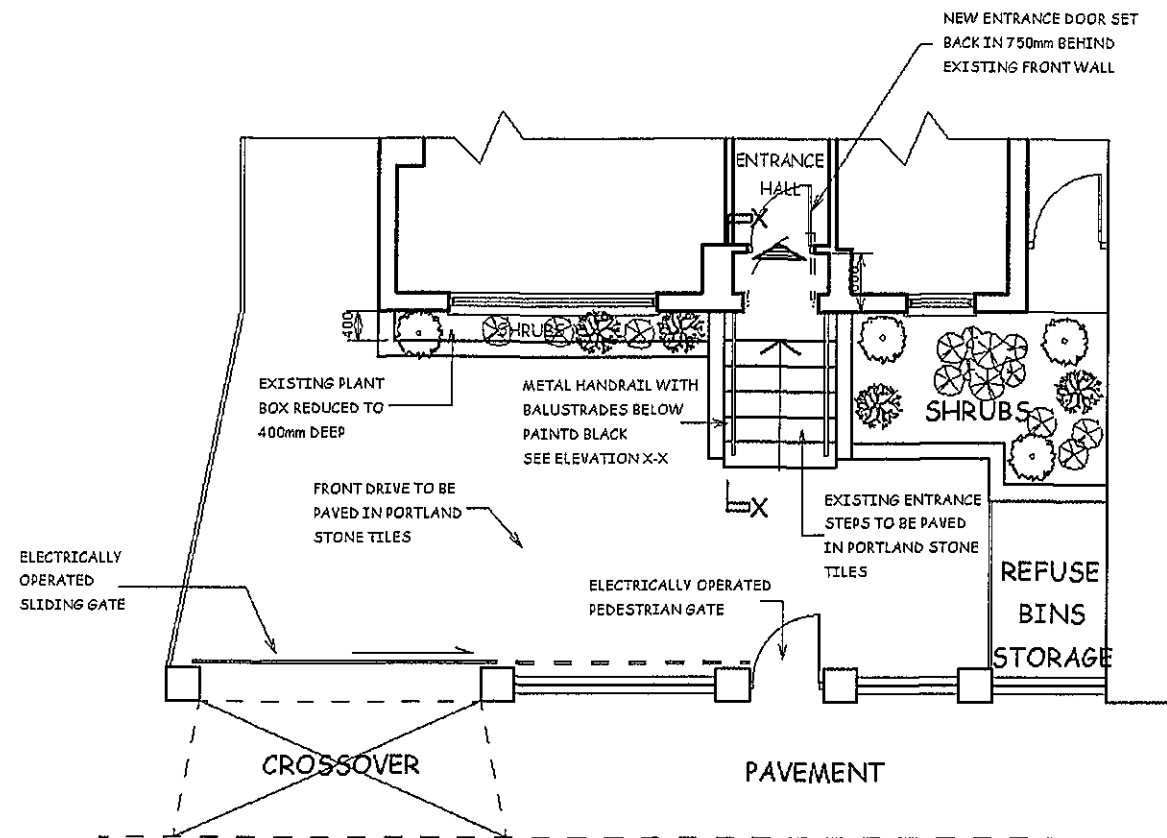 NEW ENTRANCE DOOR SET
BACK IN 750mm BEHIND
EXISTING FRONT WALL
ENTRANCE
HALL
X
400
SHRUBS
EXISTING PLANT
BOX REDUCED TO
400mm DEEP
METAL HANDRAIL WITH
BALUSTRADES BELOW
PAINTD BLACK
SEE ELEVATION X-X
SHRUBS
FRONT DRIVE TO BE
PAVED IN PORTLAND
STONE TILES
X
EXISTING ENTRANCE
STEPS TO BE PAVED
IN PORTLAND STONE
TILES
ELECTRICALLY
OPERATED
SLIDING GATE
ELECTRICALLY OPERATED
PEDESTRIAN GATE
REFUSE
BINS
STORAGE
CROSSOVER
PAVEMENT